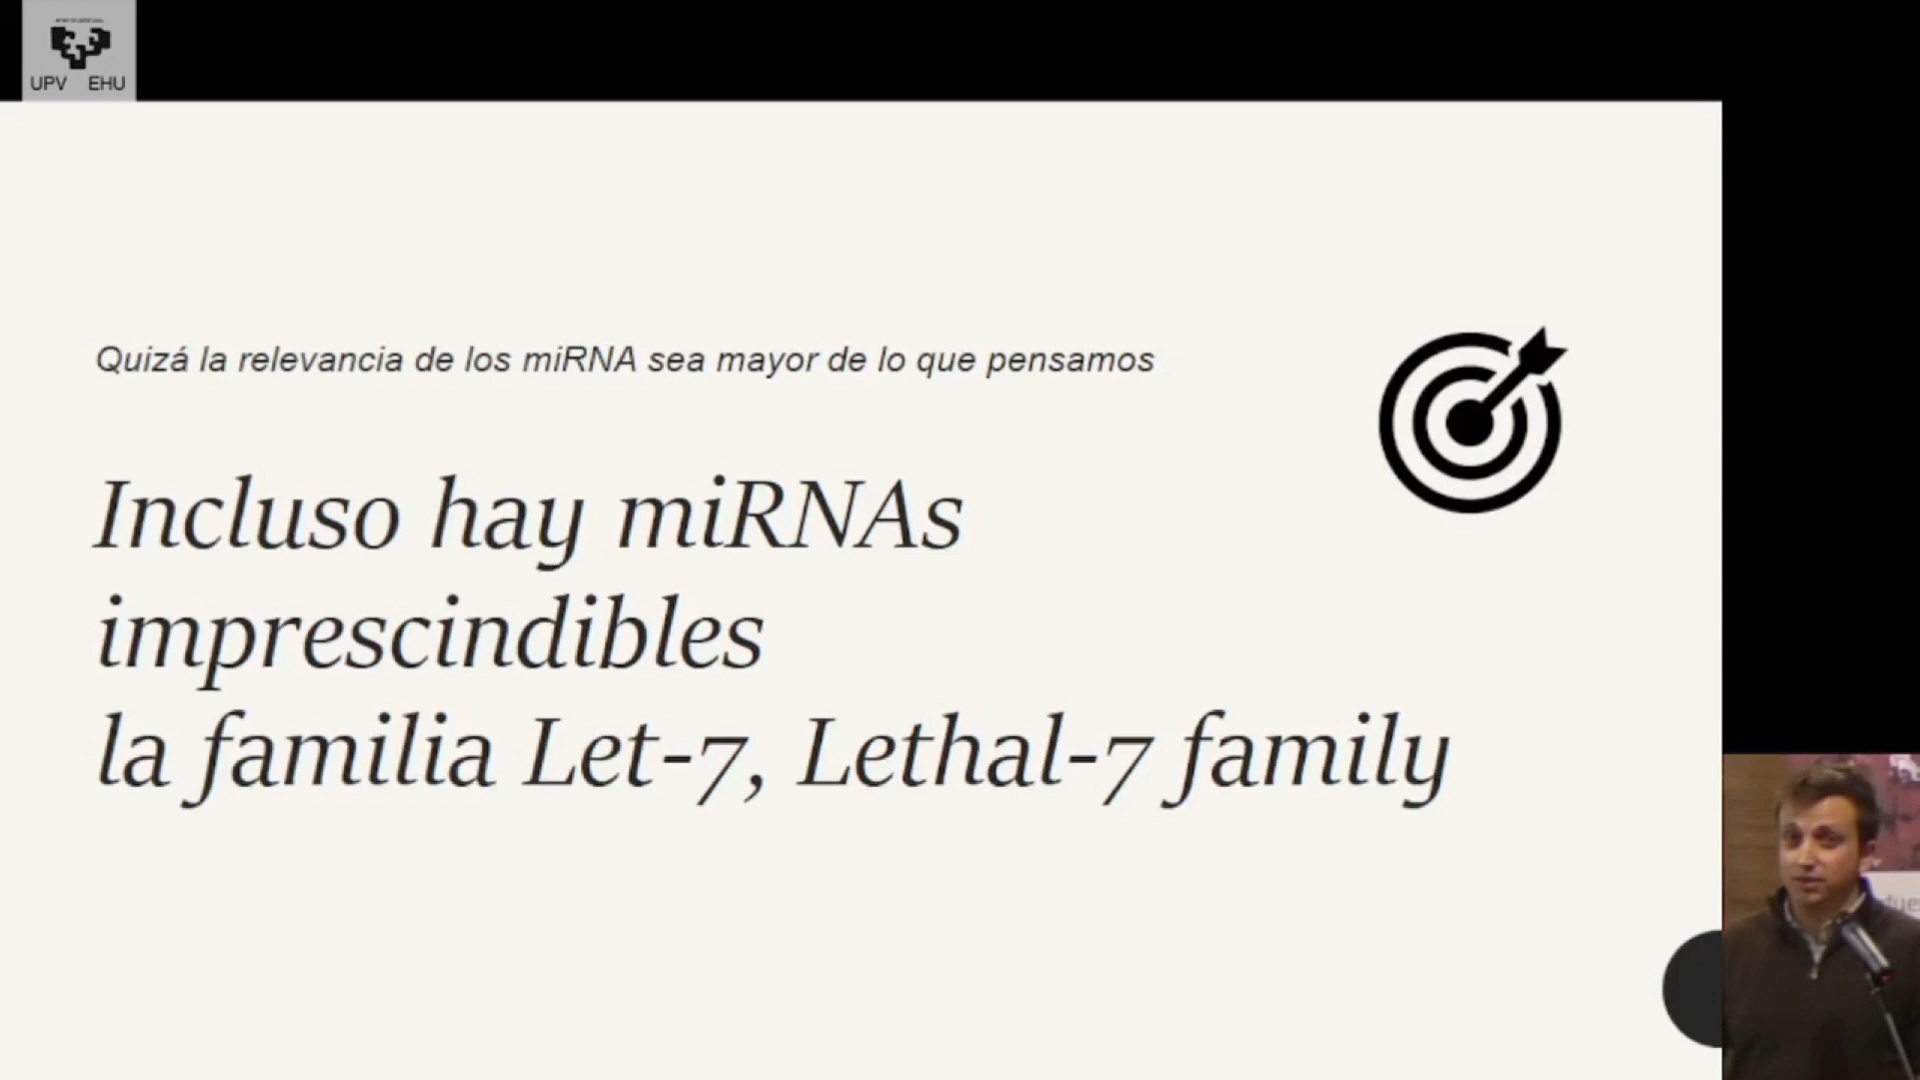 UPV EHU
Quizá la relevancia de los miRNA sea mayor de lo que pensamos
Incluso hay miRNAs
imprescindibles
la familia Let-7, Lethal-7 family